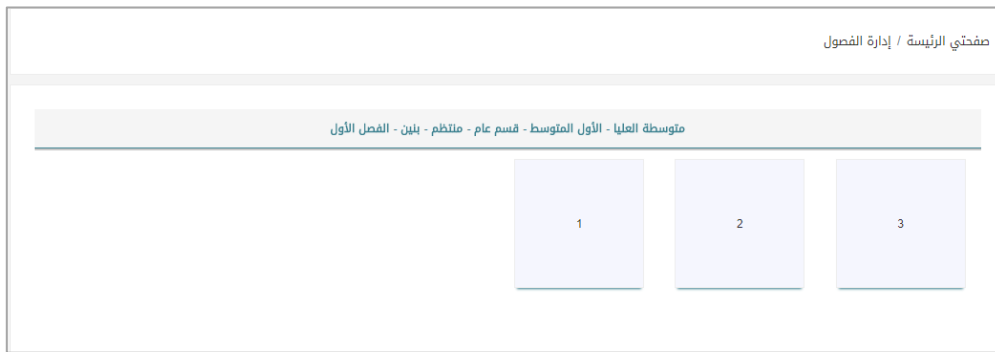 صفحتي الرئيسة / إدارة الفصول
متوسطة العليا - الأول المتوسط - قسم عام - منتظم - بنين - الفصل الأول
3 2 1